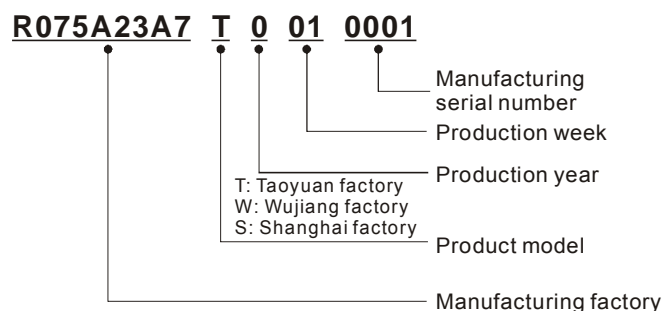 R075A23A7 T 0 01 0001
Manufacturing
serial number
Production week
Production year
T: Taoyuan factory
W: Wujiang factory
S: Shanghai factory
Product model
Manufacturing factory